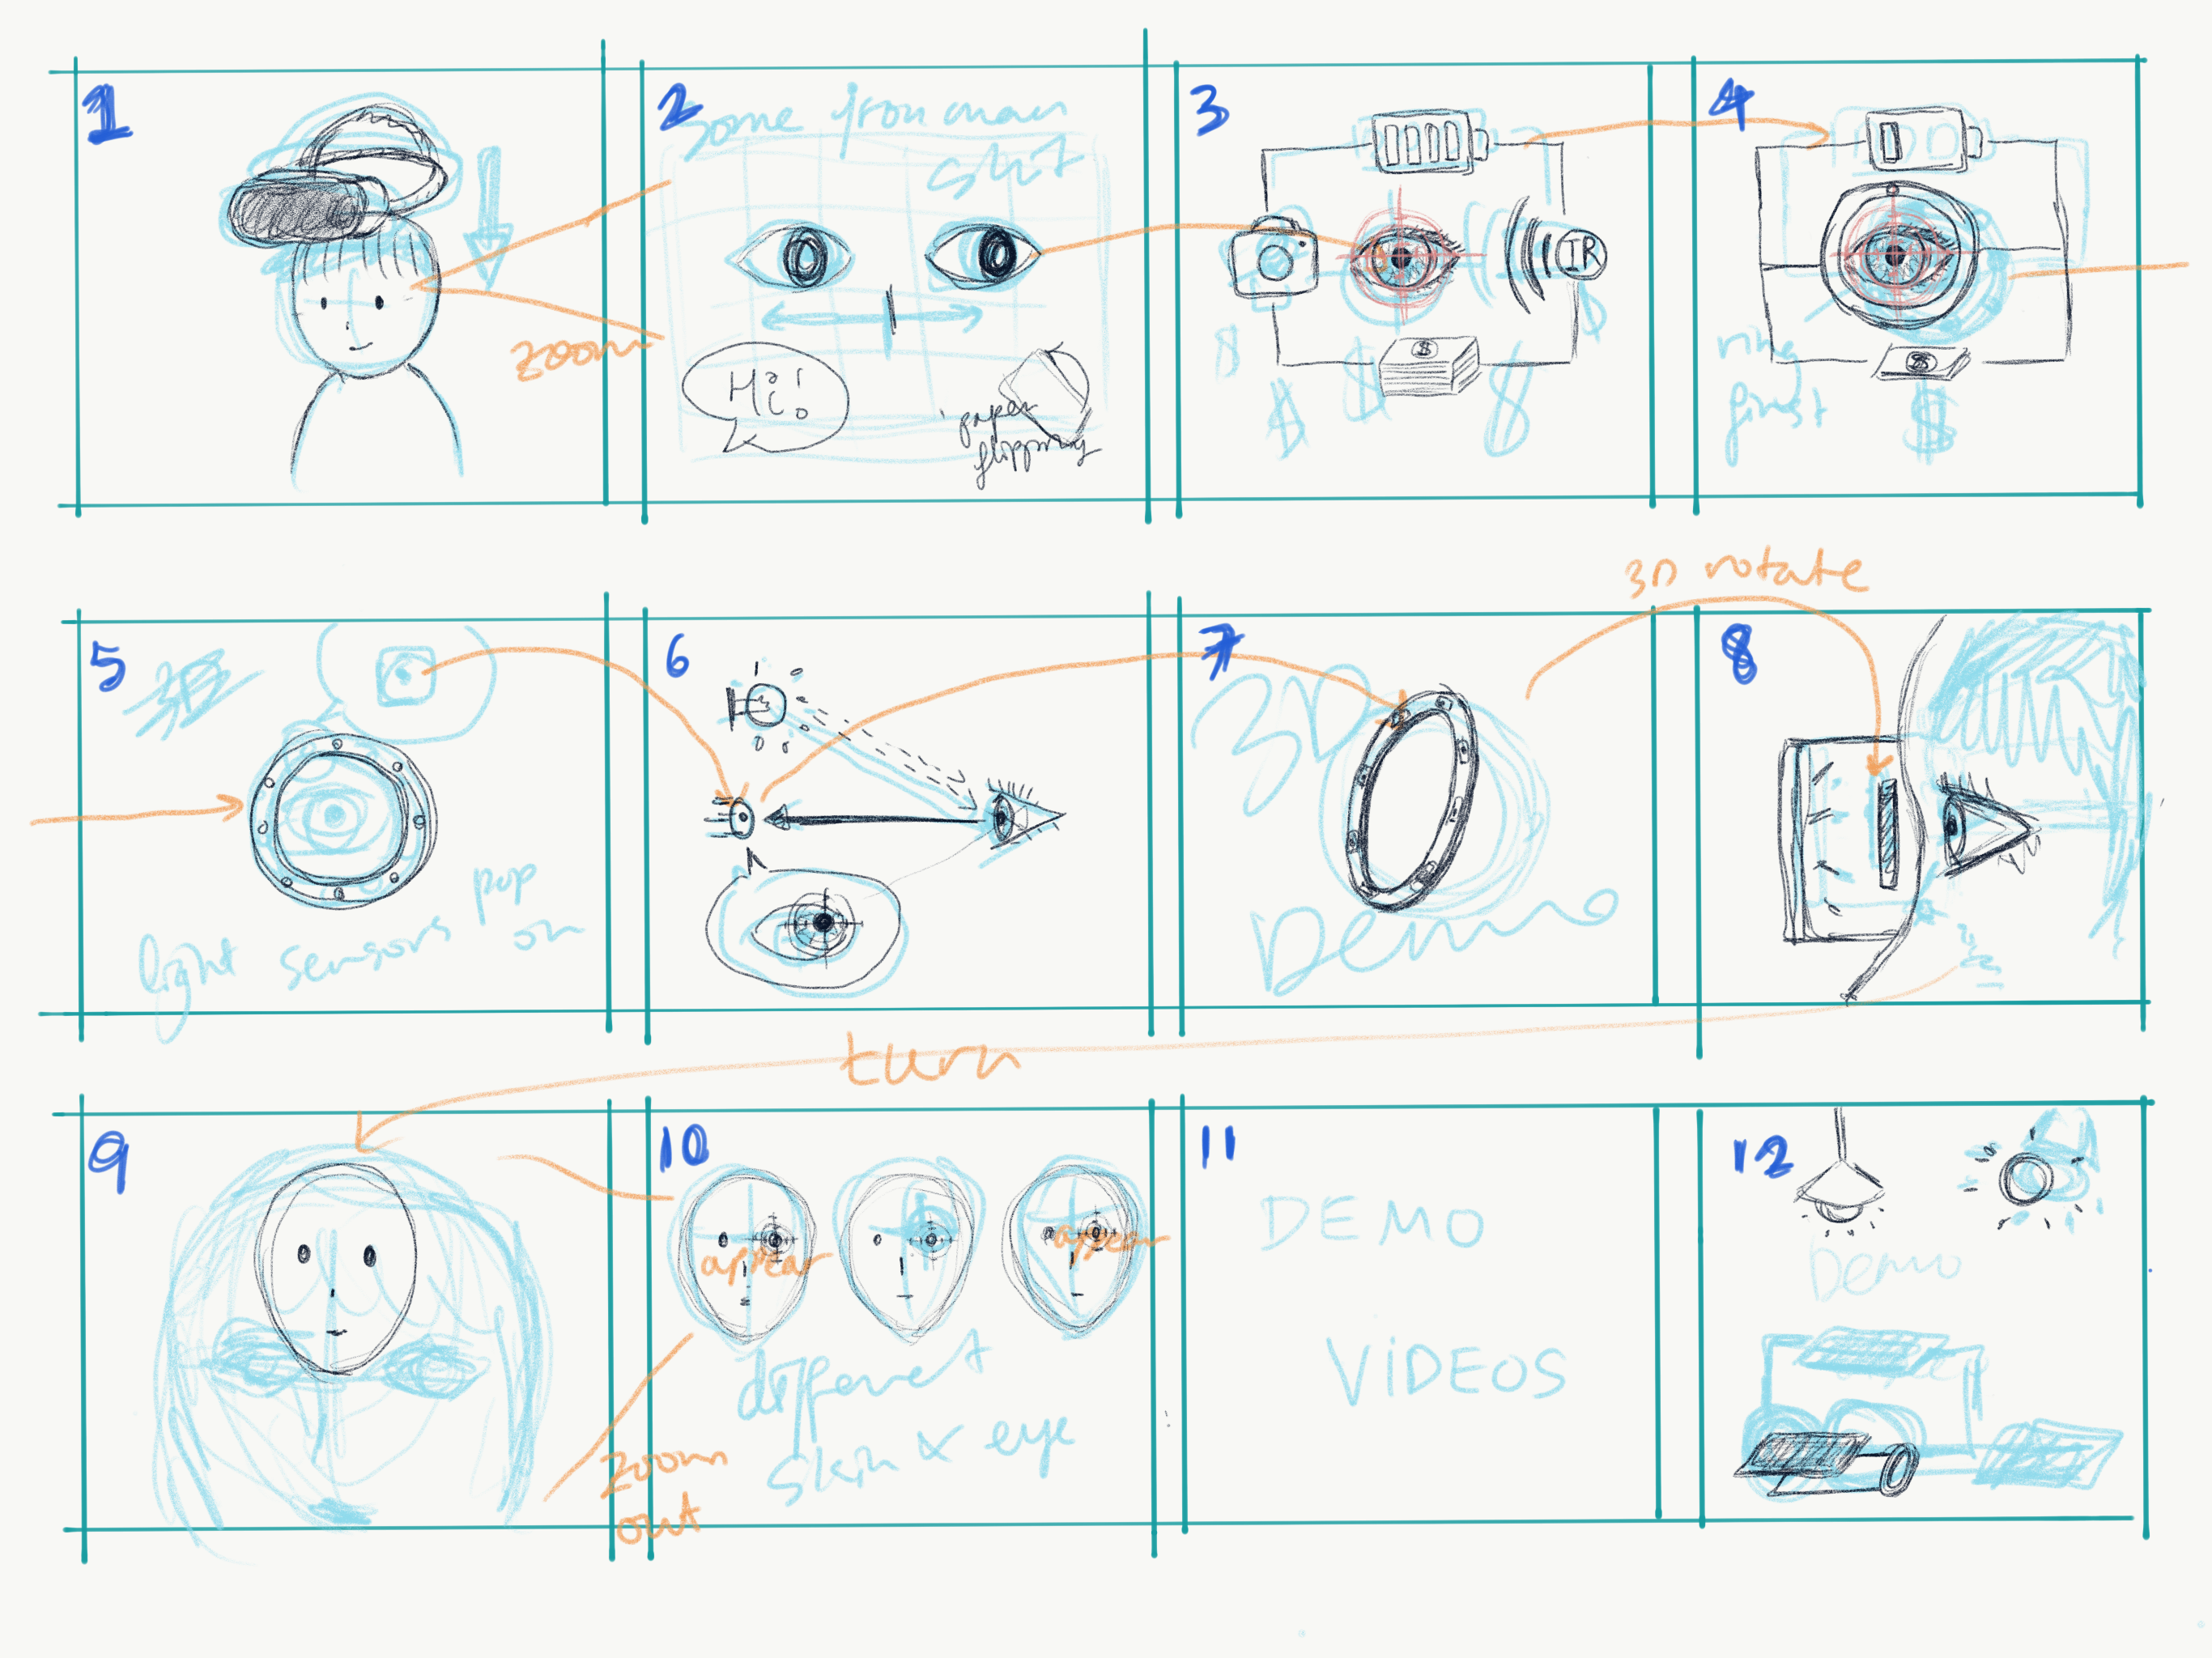 1
zoom
2
Some iron man
shit
Hi!
paper
flipping
3
IR
$
$ $ $ $
4
ring
first
$
$
5
light sensors pop
on
6
7
3D
Demo
3D rotate
8
turn
9
zoom
out
10
appear
appear
different
skin & eye
11
DEMO
VIDEOS
12
Demo